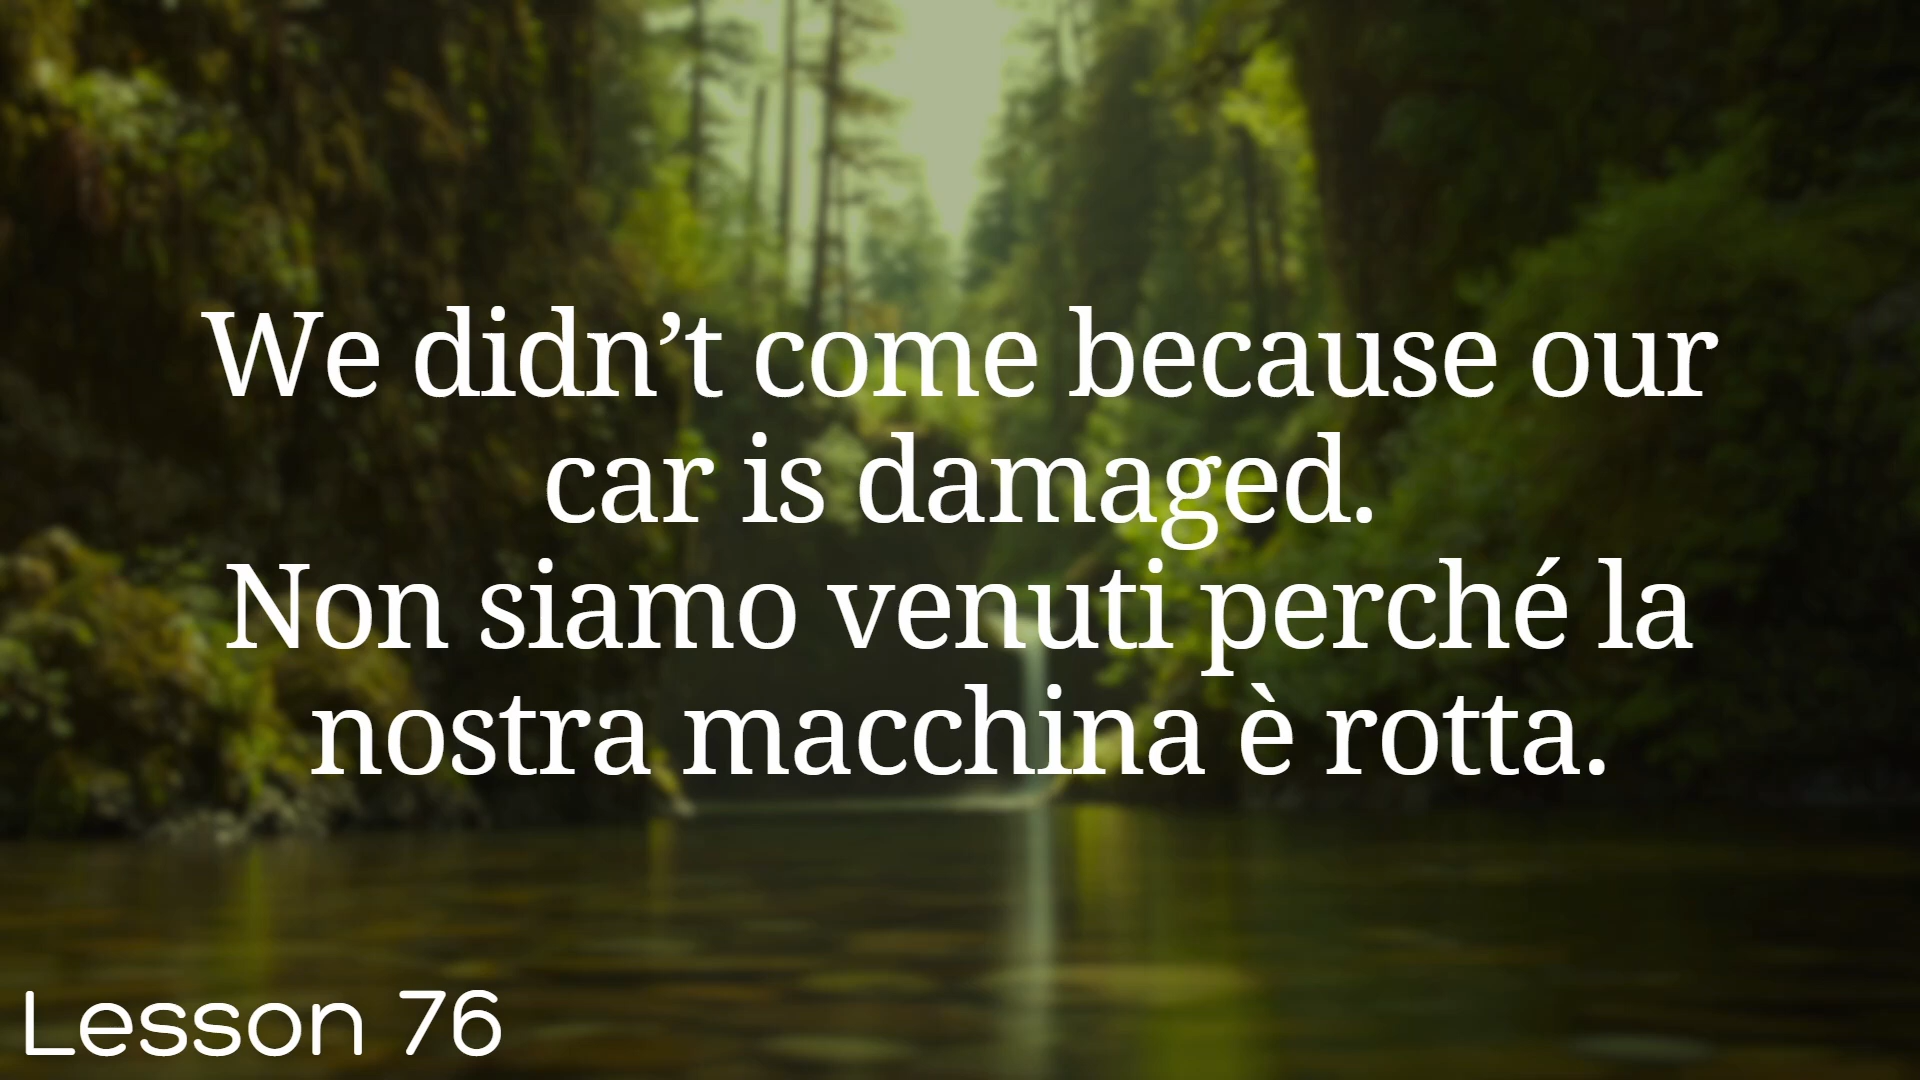 We didn’t come because our
car is damaged.
Non siamo venuti perché la
nostra macchina è rotta.
Lesson 76